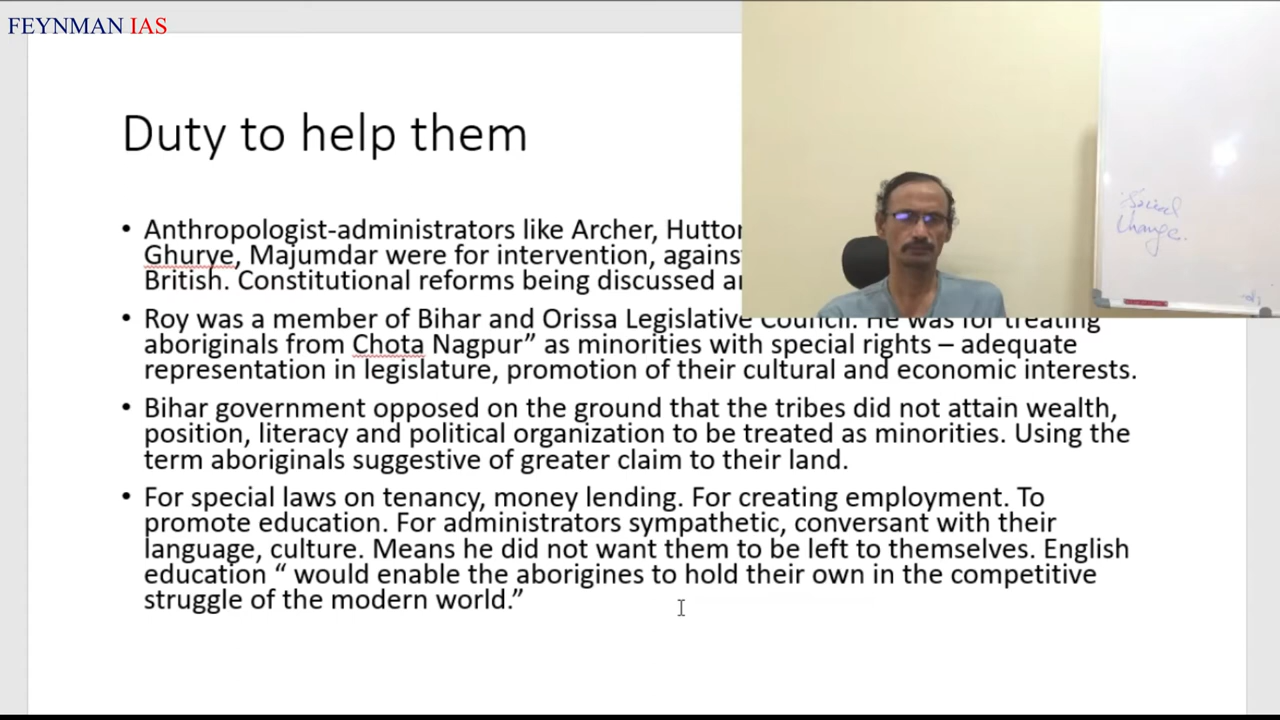 FEYNMAN IAS
Duty to help them
• Anthropologist-administrators like Archer, Hutton
Ghurye, Majumdar were for intervention, against
British. Constitutional reforms being discussed
• Roy was a member of Bihar and Orissa Legislative Council. He was for treating
aboriginals from Chota Nagpur” as minorities with special rights – adequate
representation in legislature, promotion of their cultural and economic interests.
• Bihar government opposed on the ground that the tribes did not attain wealth,
position, literacy and political organization to be treated as minorities. Using the
term aboriginals suggestive of greater claim to their land.
• For special laws on tenancy, money lending. For creating employment. To
promote education. For administrators sympathetic, conversant with their
language, culture. Means he did not want them to be left to themselves. English
education “ would enable the aborigines to hold their own in the competitive
struggle of the modern world.”
Social
Change.